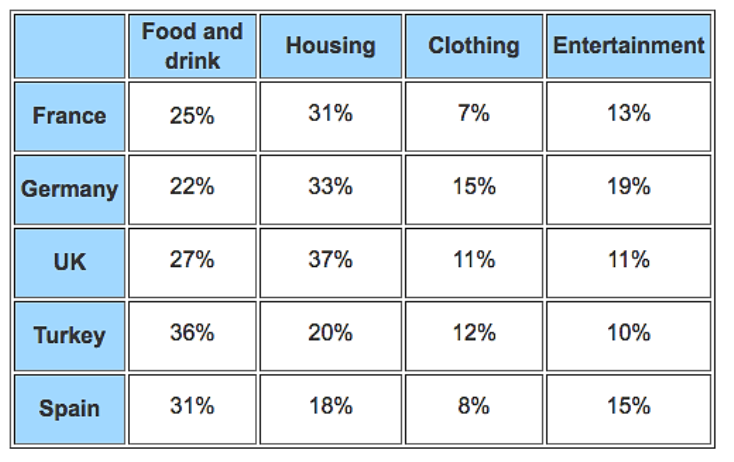 Food and drink Housing Clothing Entertainment
France 25% 31% 7% 13%
Germany 22% 33% 15% 19%
UK 27% 37% 11% 11%
Turkey 36% 20% 12% 10%
Spain 31% 18% 8% 15%